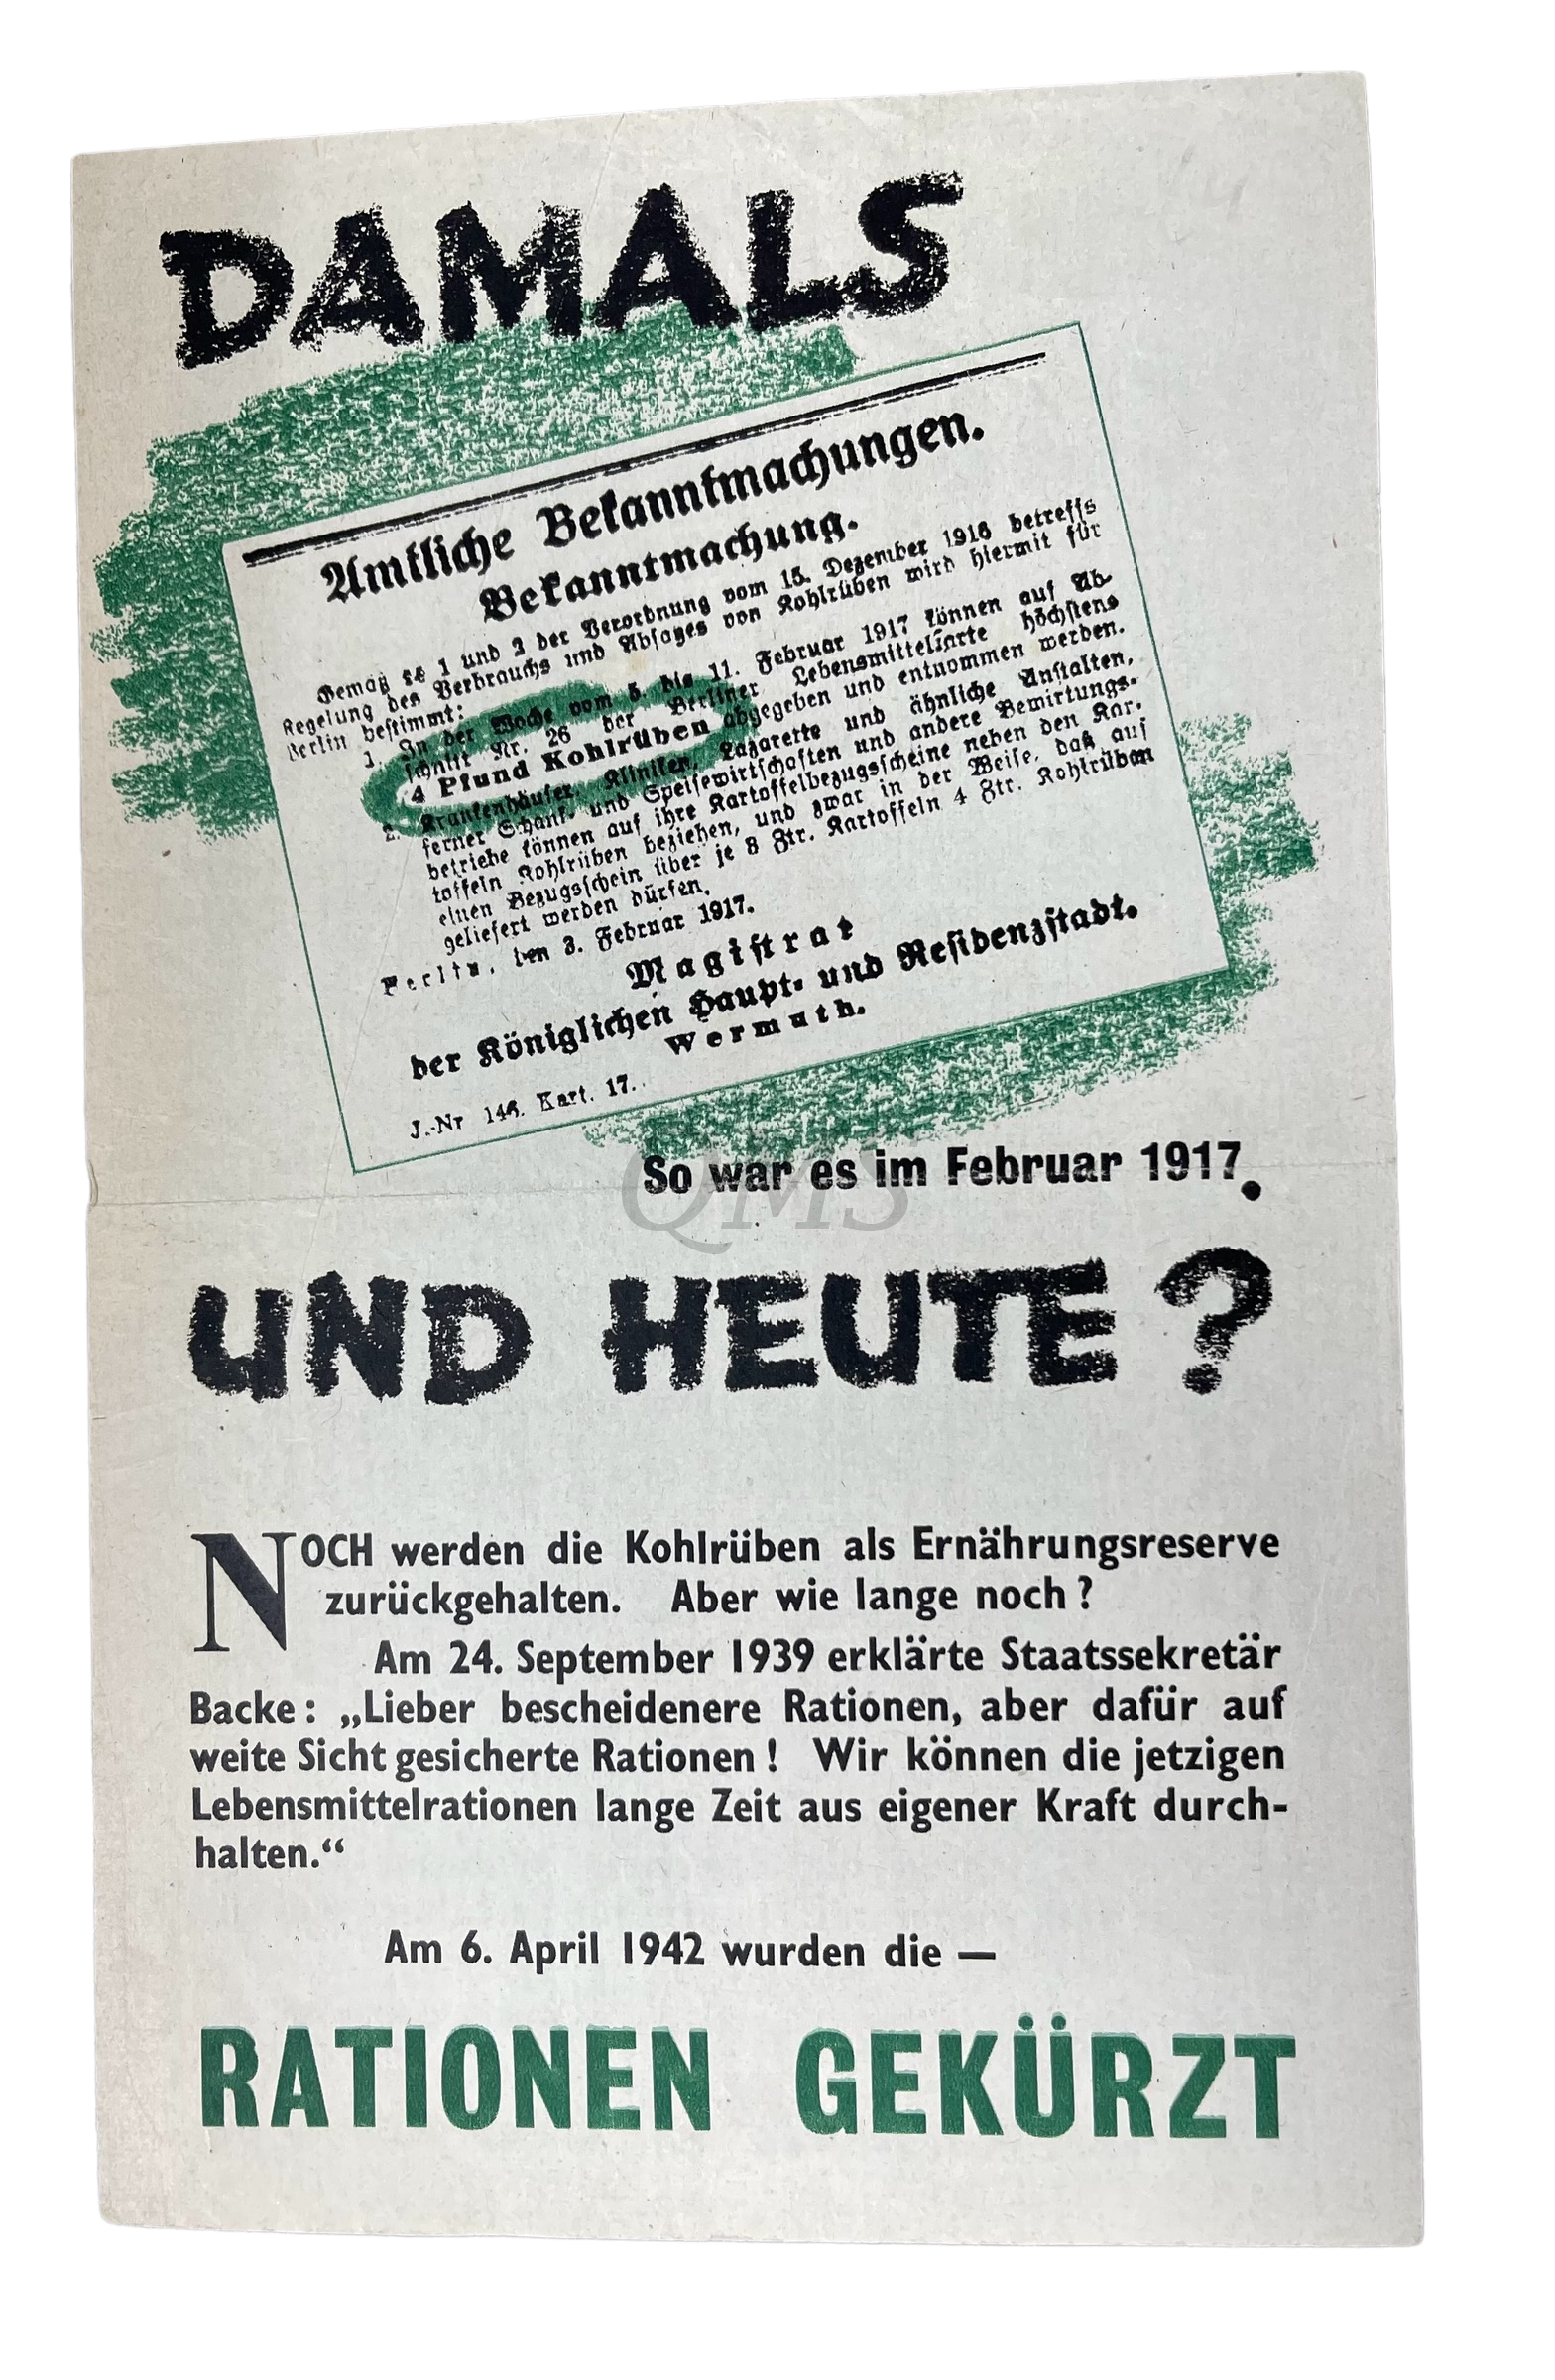 DAMALS
Amtliche Bekanntmachungen.
Bekanntmachung.
Gemäß §§ 1 und 2 der Verordnung vom 15. Dezember 1916 betreffs
Regelung des Verbrauchs und Absatzes von Kohlrüben wird hiermit für
Berlin bestimmt:
1. In der Woche vom 5. bis 11. Februar 1917 können auf Ab-
schnitt Nr. 26 der Berliner Lebensmittelkarte höchstens
4 Pfund Kohlrüben abgegeben und entnommen werden.
2. Krankenhäuser, Kliniken, Lazarette und ähnliche Anstalten,
ferner Schank- und Speisewirtschaften und andere Bewirtungs-
betriebe können auf ihre Kartoffelbezugsscheine neben den Kar-
toffeln Kohlrüben beziehen, und zwar in der Weise, daß auf
einen Bezugsschein über je 8 Ztr. Kartoffeln 4 Ztr. Kohlrüben
geliefert werden dürfen.
Berlin, den 3. Februar 1917.
Magistrat
der Königlichen Haupt- und Residenzstadt.
Wermuth.
J.-Nr 146. Kart. 17.
So war es im Februar 1917.
QMS
UND HEUTE?
NOCH werden die Kohlrüben als Ernährungsreserve
zurückgehalten. Aber wie lange noch?
Am 24. September 1939 erklärte Staatssekretär
Backe: „Lieber bescheidenere Rationen, aber dafür auf
weite Sicht gesicherte Rationen! Wir können die jetzigen
Lebensmittelrationen lange Zeit aus eigener Kraft durch-
halten.“
Am 6. April 1942 wurden die —
RATIONEN GEKÜRZT